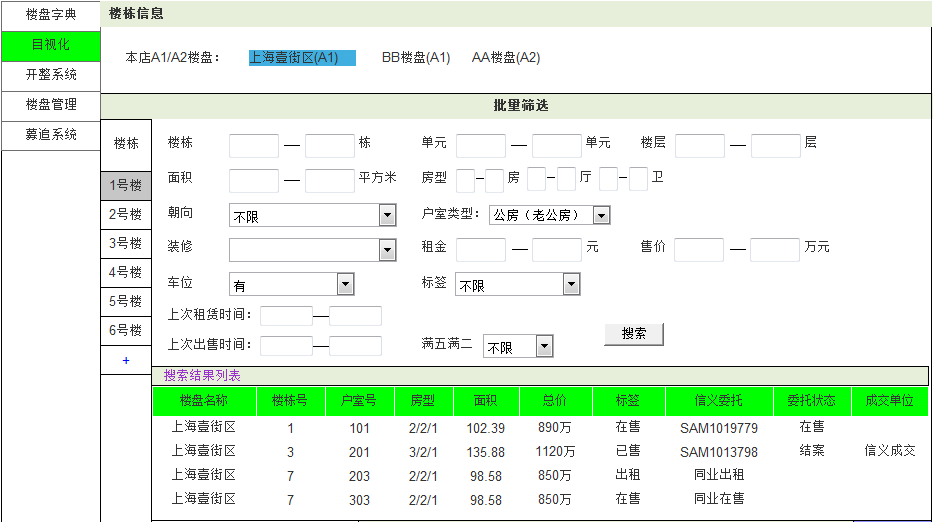 楼盘字典
目视化
开整系统
楼盘管理
募追系统
楼栋信息
本店A1/A2楼盘： 上海壹街区(A1) BB楼盘(A1) AA楼盘(A2)
批量筛选
楼栋
1号楼
2号楼
3号楼
4号楼
5号楼
6号楼
+
楼栋 — 栋 单元 — 单元 楼层 — 层
面积 — 平方米 房型 – 房 – 厅 – 卫
朝向 不限 户室类型： 公房（老公房）
装修 租金 — 元 售价 — 万元
车位 有 标签 不限
上次租赁时间： —
上次出售时间： — 满五满二 不限 搜索
搜索结果列表
楼盘名称 楼栋号 户室号 房型 面积 总价 标签 信义委托 委托状态 成交单位
上海壹街区 1 101 2/2/1 102.39 890万 在售 SAM1019779 在售
上海壹街区 3 201 3/2/1 135.88 1120万 已售 SAM1013798 结案 信义成交
上海壹街区 7 203 2/2/1 98.58 850万 出租 同业出租
上海壹街区 7 303 2/2/1 98.58 850万 在售 同业在售